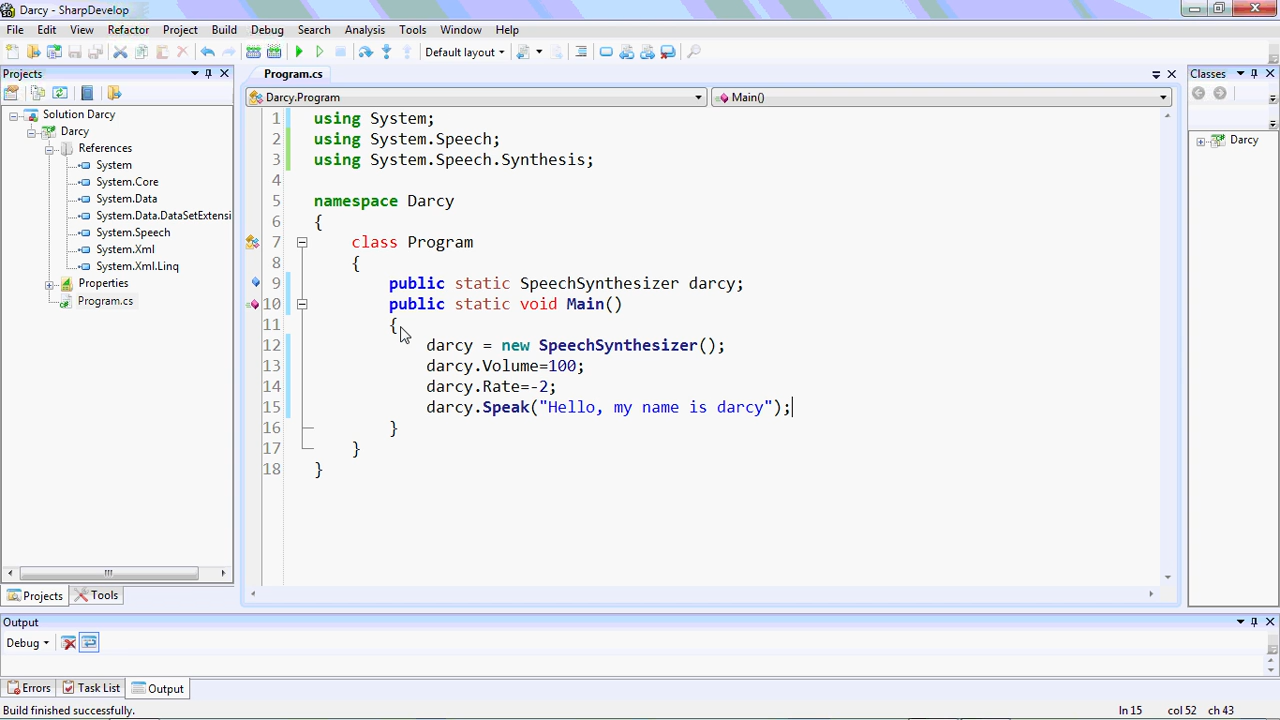 Darcy - SharpDevelop
File Edit View Refactor Project Build Debug Search Analysis Tools Window Help
Default layout
Projects
Solution Darcy
Darcy
References
System
System.Core
System.Data
System.Data.DataSetExtensi
System.Speech
System.Xml
System.Xml.Linq
Properties
Program.cs
Projects Tools
Program.cs
Darcy.Program Main()
1 using System;
2 using System.Speech;
3 using System.Speech.Synthesis;
4
5 namespace Darcy
6 {
7 class Program
8 {
9 public static SpeechSynthesizer darcy;
10 public static void Main()
11 {
12 darcy = new SpeechSynthesizer();
13 darcy.Volume=100;
14 darcy.Rate=-2;
15 darcy.Speak("Hello, my name is darcy");
16 }
17 }
18 }
Classes
Darcy
Output
Debug
Errors Task List Output
Build finished successfully. ln 15 col 52 ch 43